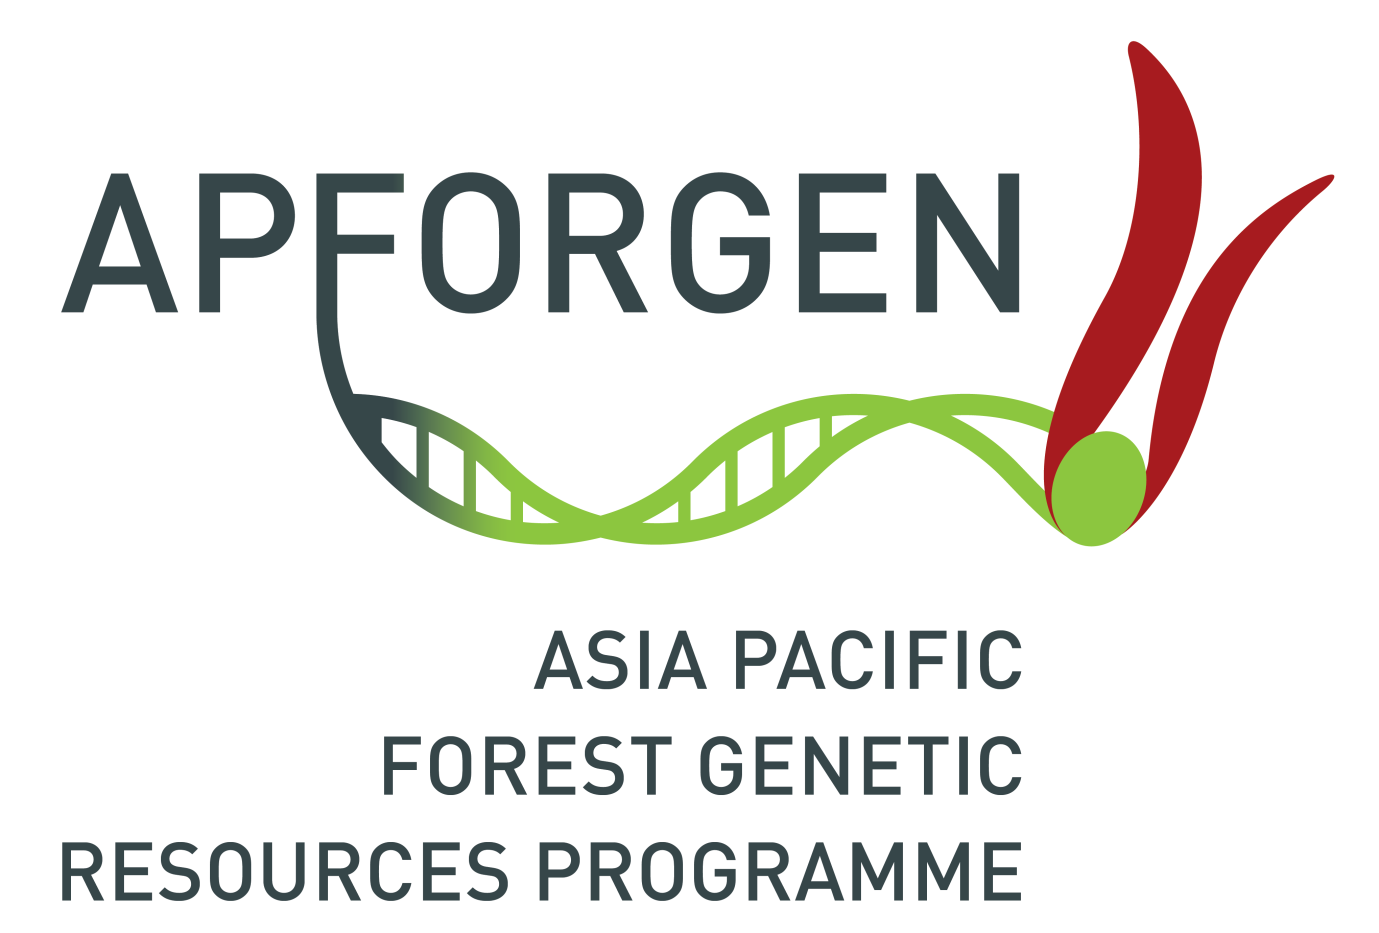 APFORGEN
ASIA PACIFIC
FOREST GENETIC
RESOURCES PROGRAMME